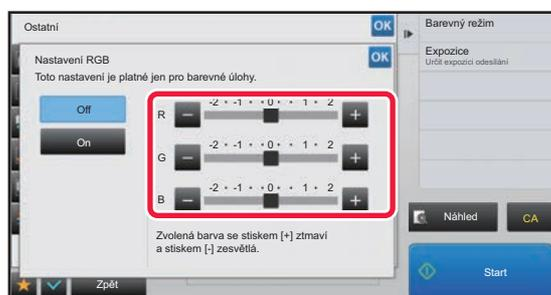 Ostatní
OK
Nastavení RGB
OK
Toto nastavení je platné jen pro barevné úlohy.
Off
On
-2 • -1 • • 0 • • 1 • 2
R − +
-2 • -1 • • 0 • • 1 • 2
G − +
-2 • -1 • • 0 • • 1 • 2
B − +
Zvolená barva se stiskem [+] ztmaví
a stiskem [-] zesvětlá.
Zpět
Barevný režim
Expozice
Určit expozici odesílání
Náhled
CA
Start